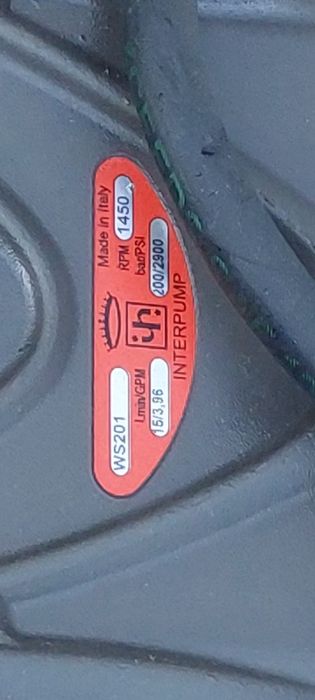 WS201
Made in Italy
L/min/GPM
15/3,96
RPM 1450
bar/PSI
200/2900
INTERPUMP